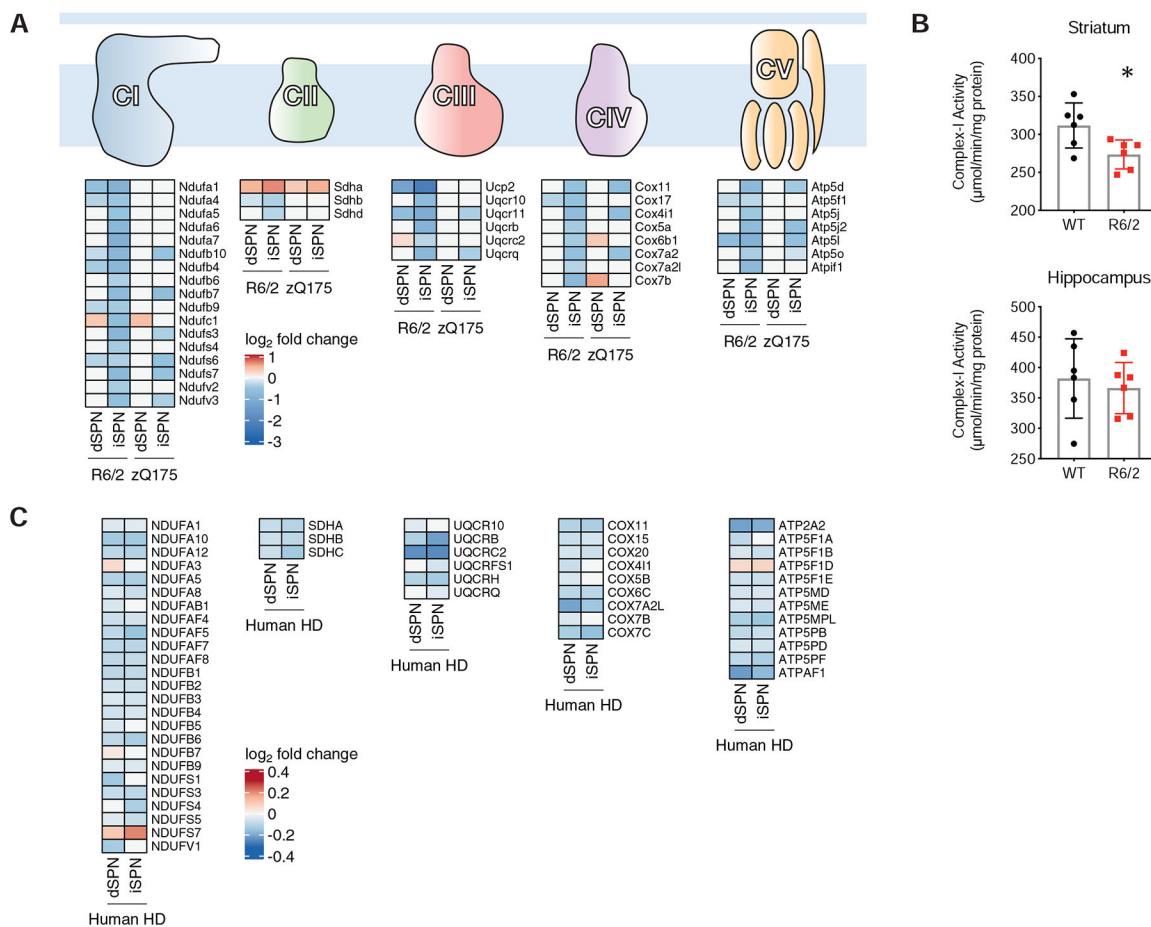 A
CI
CII
CIII
CIV
CV
Ndufa1
Ndufa4
Ndufa5
Ndufa6
Ndufa7
Ndufb10
Ndufb4
Ndufb6
Ndufb7
Ndufb9
Ndufc1
Ndufs3
Ndufs4
Ndufs6
Ndufs7
Ndufv2
Ndufv3
dSPN iSPN dSPN iSPN
R6/2 zQ175
Sdha
Sdhb
Sdhd
dSPN iSPN dSPN iSPN
R6/2 zQ175
log2 fold change
1
0
-1
-2
-3
Ucp2
Uqcr10
Uqcr11
Uqcrb
Uqcrc2
Uqcrq
dSPN iSPN dSPN iSPN
R6/2 zQ175
Cox11
Cox17
Cox4i1
Cox5a
Cox6b1
Cox7a2
Cox7a2l
Cox7b
dSPN iSPN dSPN iSPN
R6/2 zQ175
Atp5d
Atp5f1
Atp5j
Atp5j2
Atp5l
Atp5o
Atpif1
dSPN iSPN dSPN iSPN
R6/2 zQ175
B
Striatum
Complex-I Activity
(µmol/min/mg protein)
400
350
300
250
200
*
WT R6/2
Hippocampus
Complex-I Activity
(µmol/min/mg protein)
500
450
400
350
300
250
WT R6/2
C
NDUFA1
NDUFA10
NDUFA12
NDUFA3
NDUFA5
NDUFA8
NDUFAB1
NDUFAF4
NDUFAF5
NDUFAF7
NDUFAF8
NDUFB1
NDUFB2
NDUFB3
NDUFB4
NDUFB5
NDUFB6
NDUFB7
NDUFB9
NDUFS1
NDUFS3
NDUFS4
NDUFS5
NDUFS7
NDUFV1
dSPN iSPN
Human HD
SDHA
SDHB
SDHC
dSPN iSPN
Human HD
log2 fold change
0.4
0.2
0
-0.2
-0.4
UQCR10
UQCRB
UQCRC2
UQCRFS1
UQCRH
UQCRQ
dSPN iSPN
Human HD
COX11
COX15
COX20
COX4I1
COX5B
COX6C
COX7A2L
COX7B
COX7C
dSPN iSPN
Human HD
ATP2A2
ATP5F1A
ATP5F1B
ATP5F1D
ATP5F1E
ATP5MD
ATP5ME
ATP5MPL
ATP5PB
ATP5PD
ATP5PF
ATPAF1
dSPN iSPN
Human HD